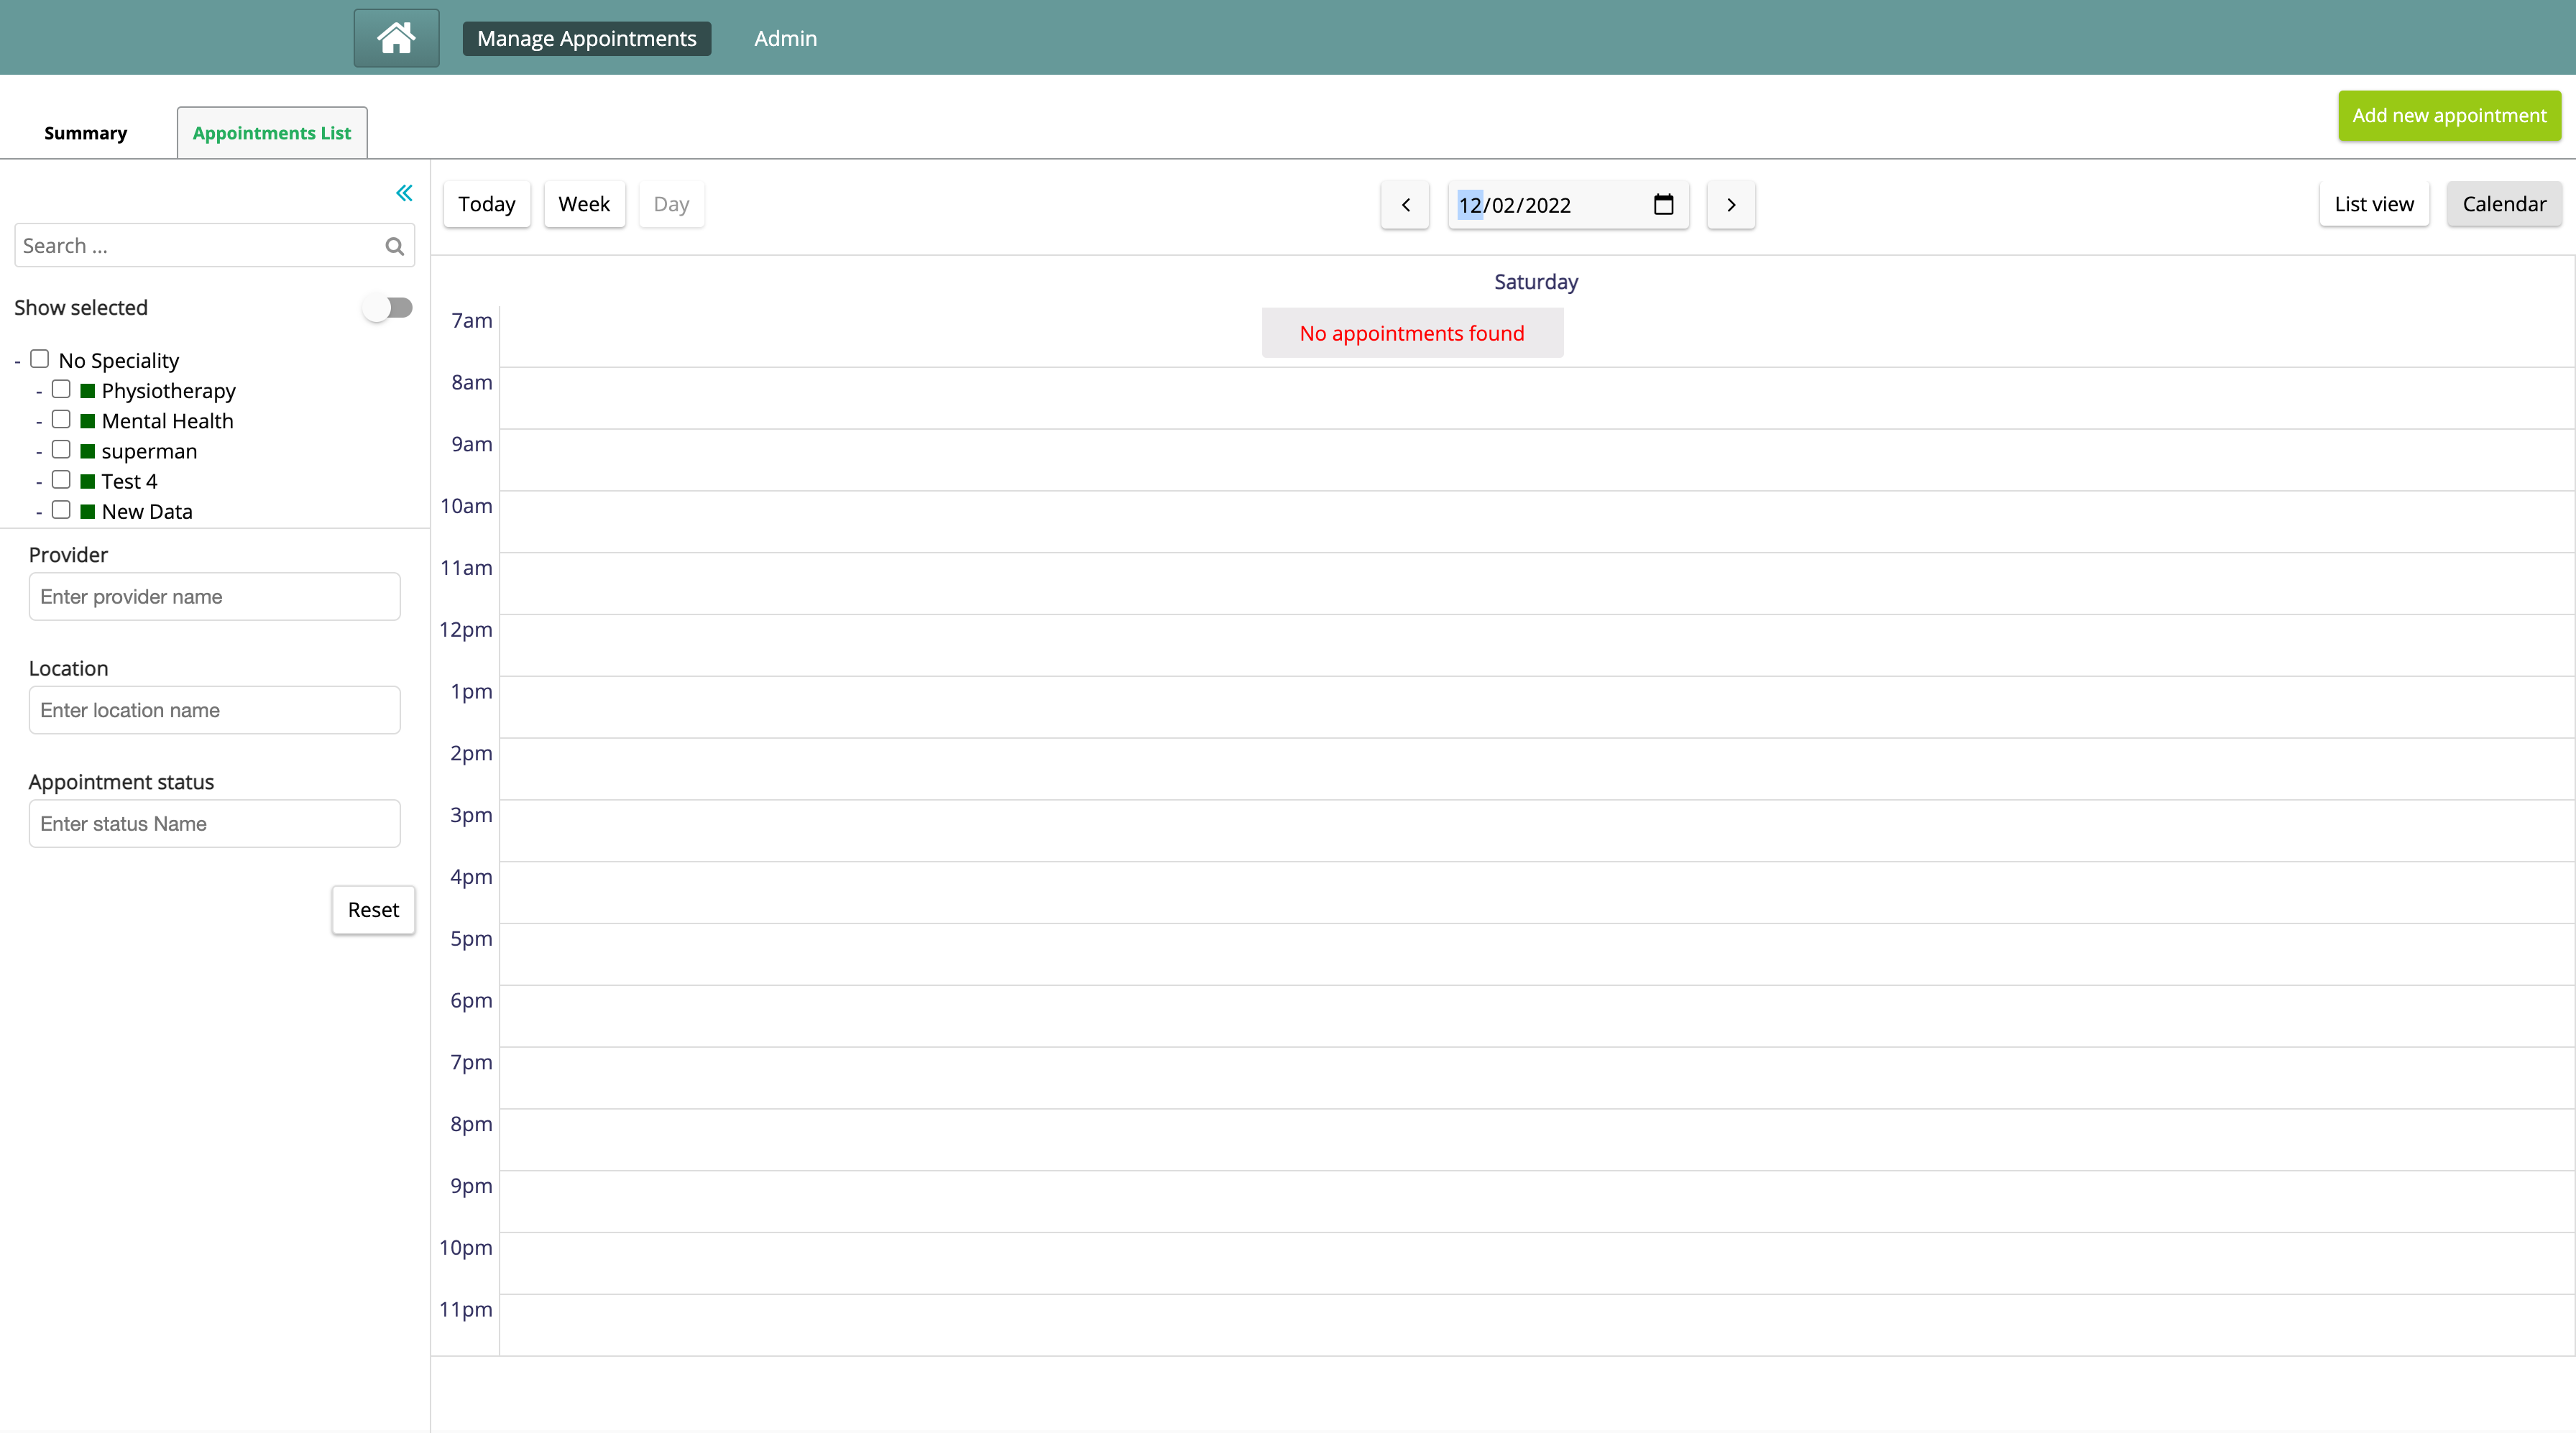 Manage Appointments
Admin
Summary
Appointments List
Add new appointment
Today
Week
Day
12/02/2022
List view
Calendar
Search ...
Show selected
- No Speciality
- Physiotherapy
- Mental Health
- superman
- Test 4
- New Data
Provider
Enter provider name
Location
Enter location name
Appointment status
Enter status Name
Reset
Saturday
No appointments found
7am
8am
9am
10am
11am
12pm
1pm
2pm
3pm
4pm
5pm
6pm
7pm
8pm
9pm
10pm
11pm